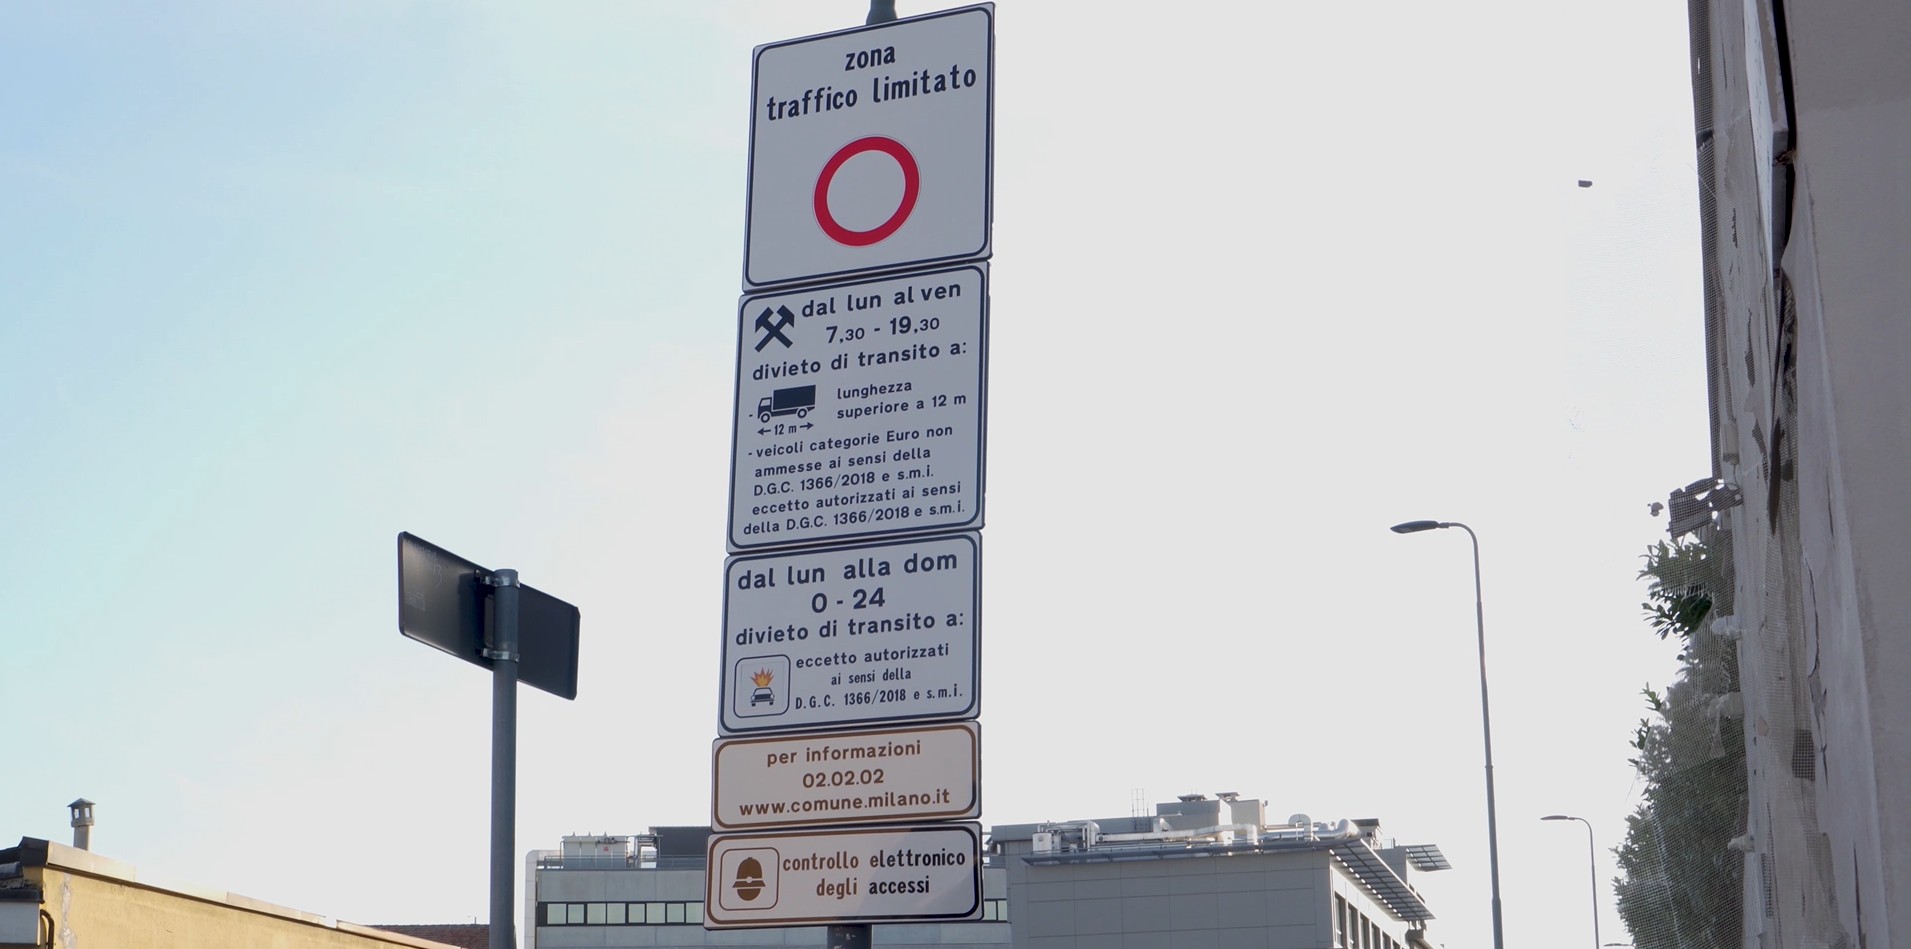 zona
traffico limitato
dal lun al ven
7,30 - 19,30
divieto di transito a:
lunghezza
superiore a 12 m
- 12 m
- veicoli categorie Euro non
ammesse ai sensi della
D.G.C. 1366/2018 e s.m.i.
eccetto autorizzati ai sensi
della D.G.C. 1366/2018 e s.m.i.
dal lun alla dom
0 - 24
divieto di transito a:
eccetto autorizzati
ai sensi della
D.G.C. 1366/2018 e s.m.i.
per informazioni
02.02.02
www.comune.milano.it
controllo elettronico
degli accessi